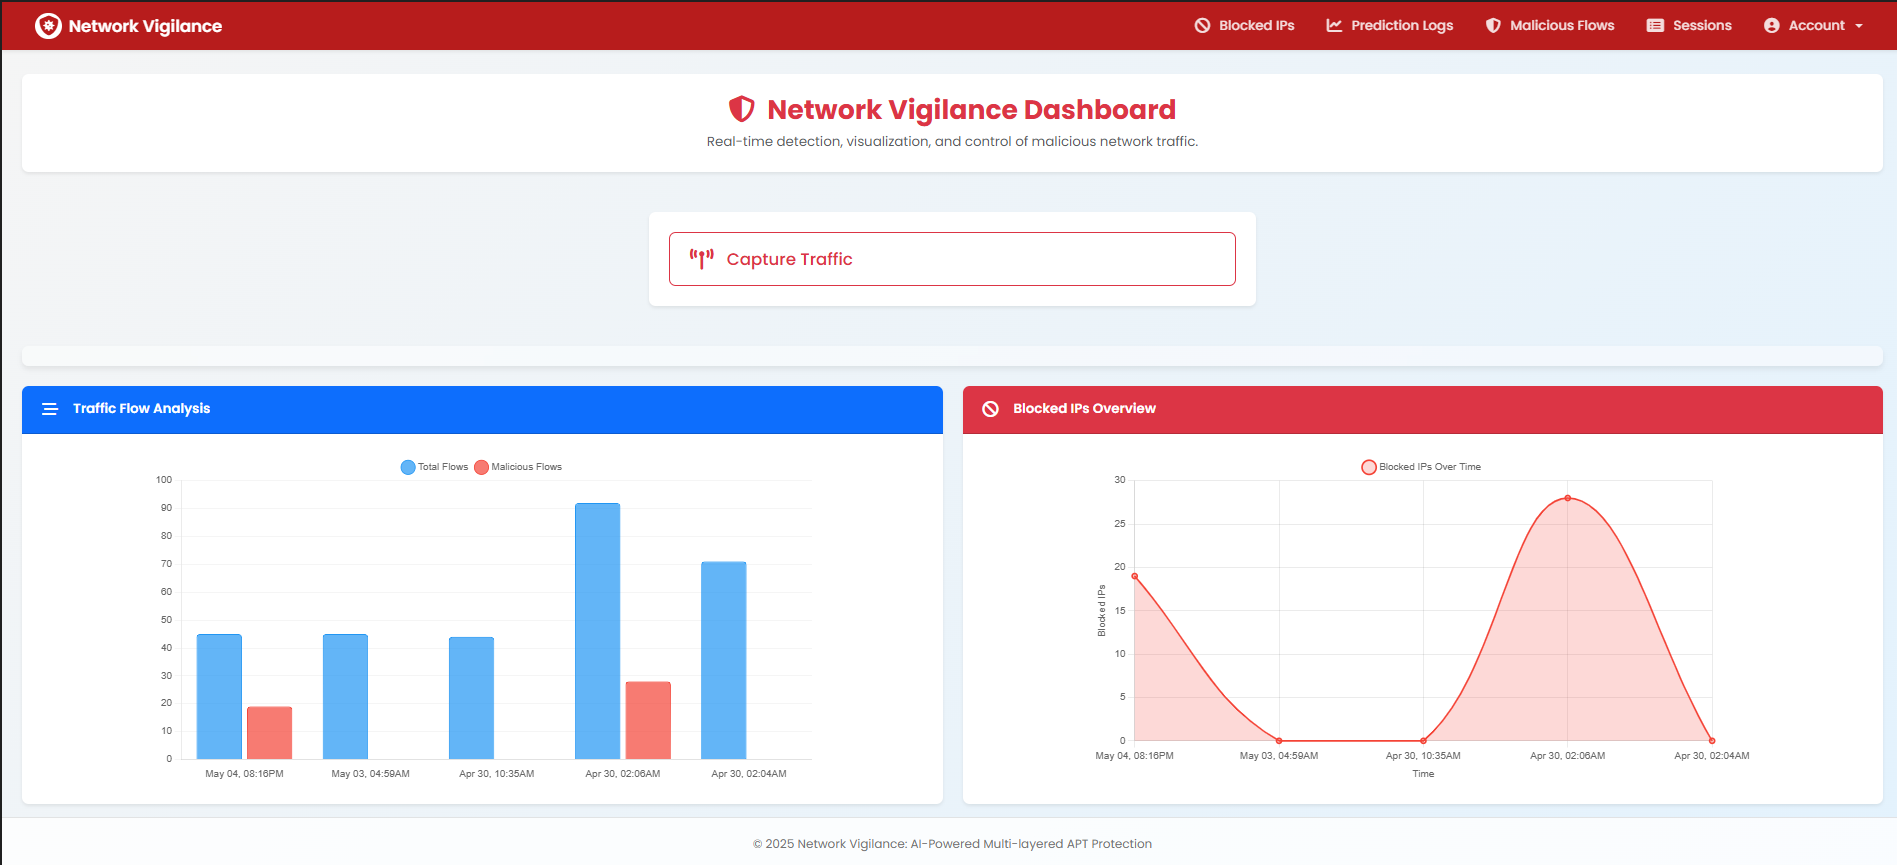 Network Vigilance
Blocked IPs
Prediction Logs
Malicious Flows
Sessions
Account
Network Vigilance Dashboard
Real-time detection, visualization, and control of malicious network traffic.
Capture Traffic
Traffic Flow Analysis
Total Flows
Malicious Flows
100
90
80
70
60
50
40
30
20
10
0
May 04, 08:16PM
May 03, 04:59AM
Apr 30, 10:35AM
Apr 30, 02:06AM
Apr 30, 02:04AM
Blocked IPs Overview
Blocked IPs Over Time
Blocked IPs
30
25
20
15
10
5
0
May 04, 08:16PM
May 03, 04:59AM
Apr 30, 10:35AM
Apr 30, 02:06AM
Apr 30, 02:04AM
Time
© 2025 Network Vigilance: AI-Powered Multi-layered APT Protection